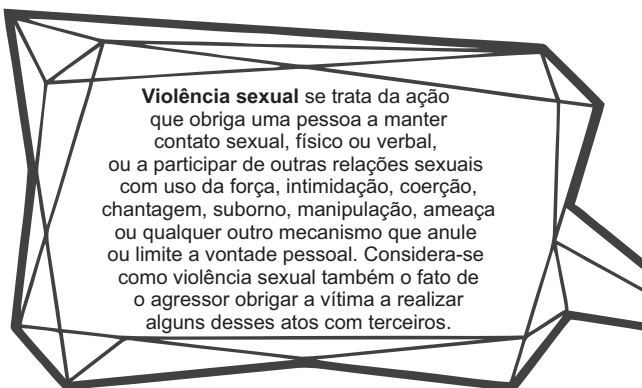 Violência sexual se trata da ação
que obriga uma pessoa a manter
contato sexual, físico ou verbal,
ou a participar de outras relações sexuais
com uso da força, intimidação, coerção,
chantagem, suborno, manipulação, ameaça
ou qualquer outro mecanismo que anule
ou limite a vontade pessoal. Considera-se
como violência sexual também o fato de
o agressor obrigar a vítima a realizar
alguns desses atos com terceiros.